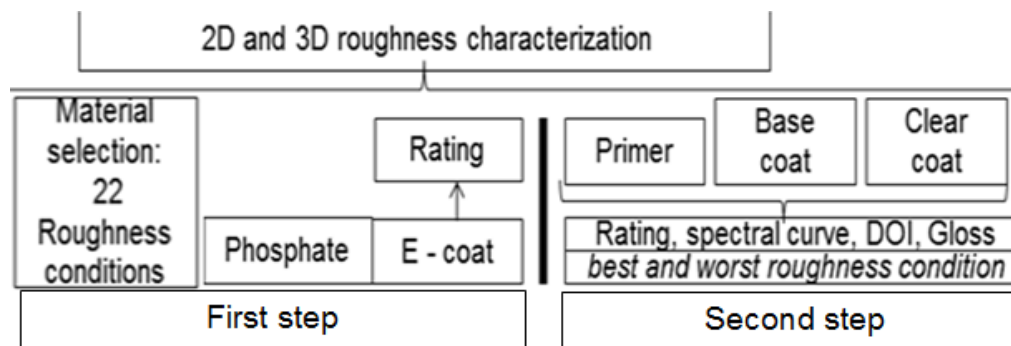 2D and 3D roughness characterization
Material
selection:
22
Roughness
conditions
Phosphate
Rating
E - coat
First step
Primer
Base
coat
Clear
coat
Rating, spectral curve, DOI, Gloss
best and worst roughness condition
Second step